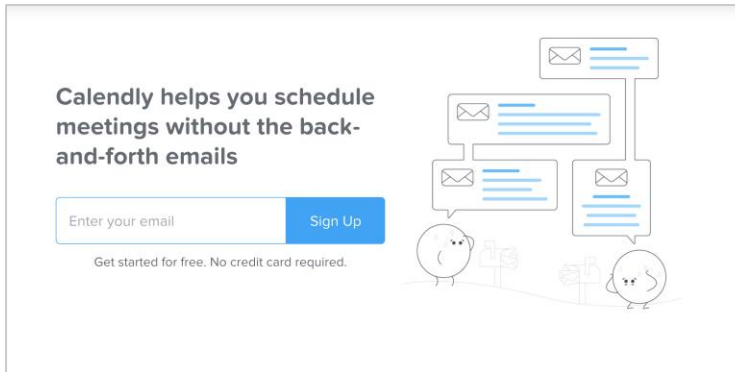 Calendly helps you schedule
meetings without the back-
and-forth emails
Enter your email
Sign Up
Get started for free. No credit card required.